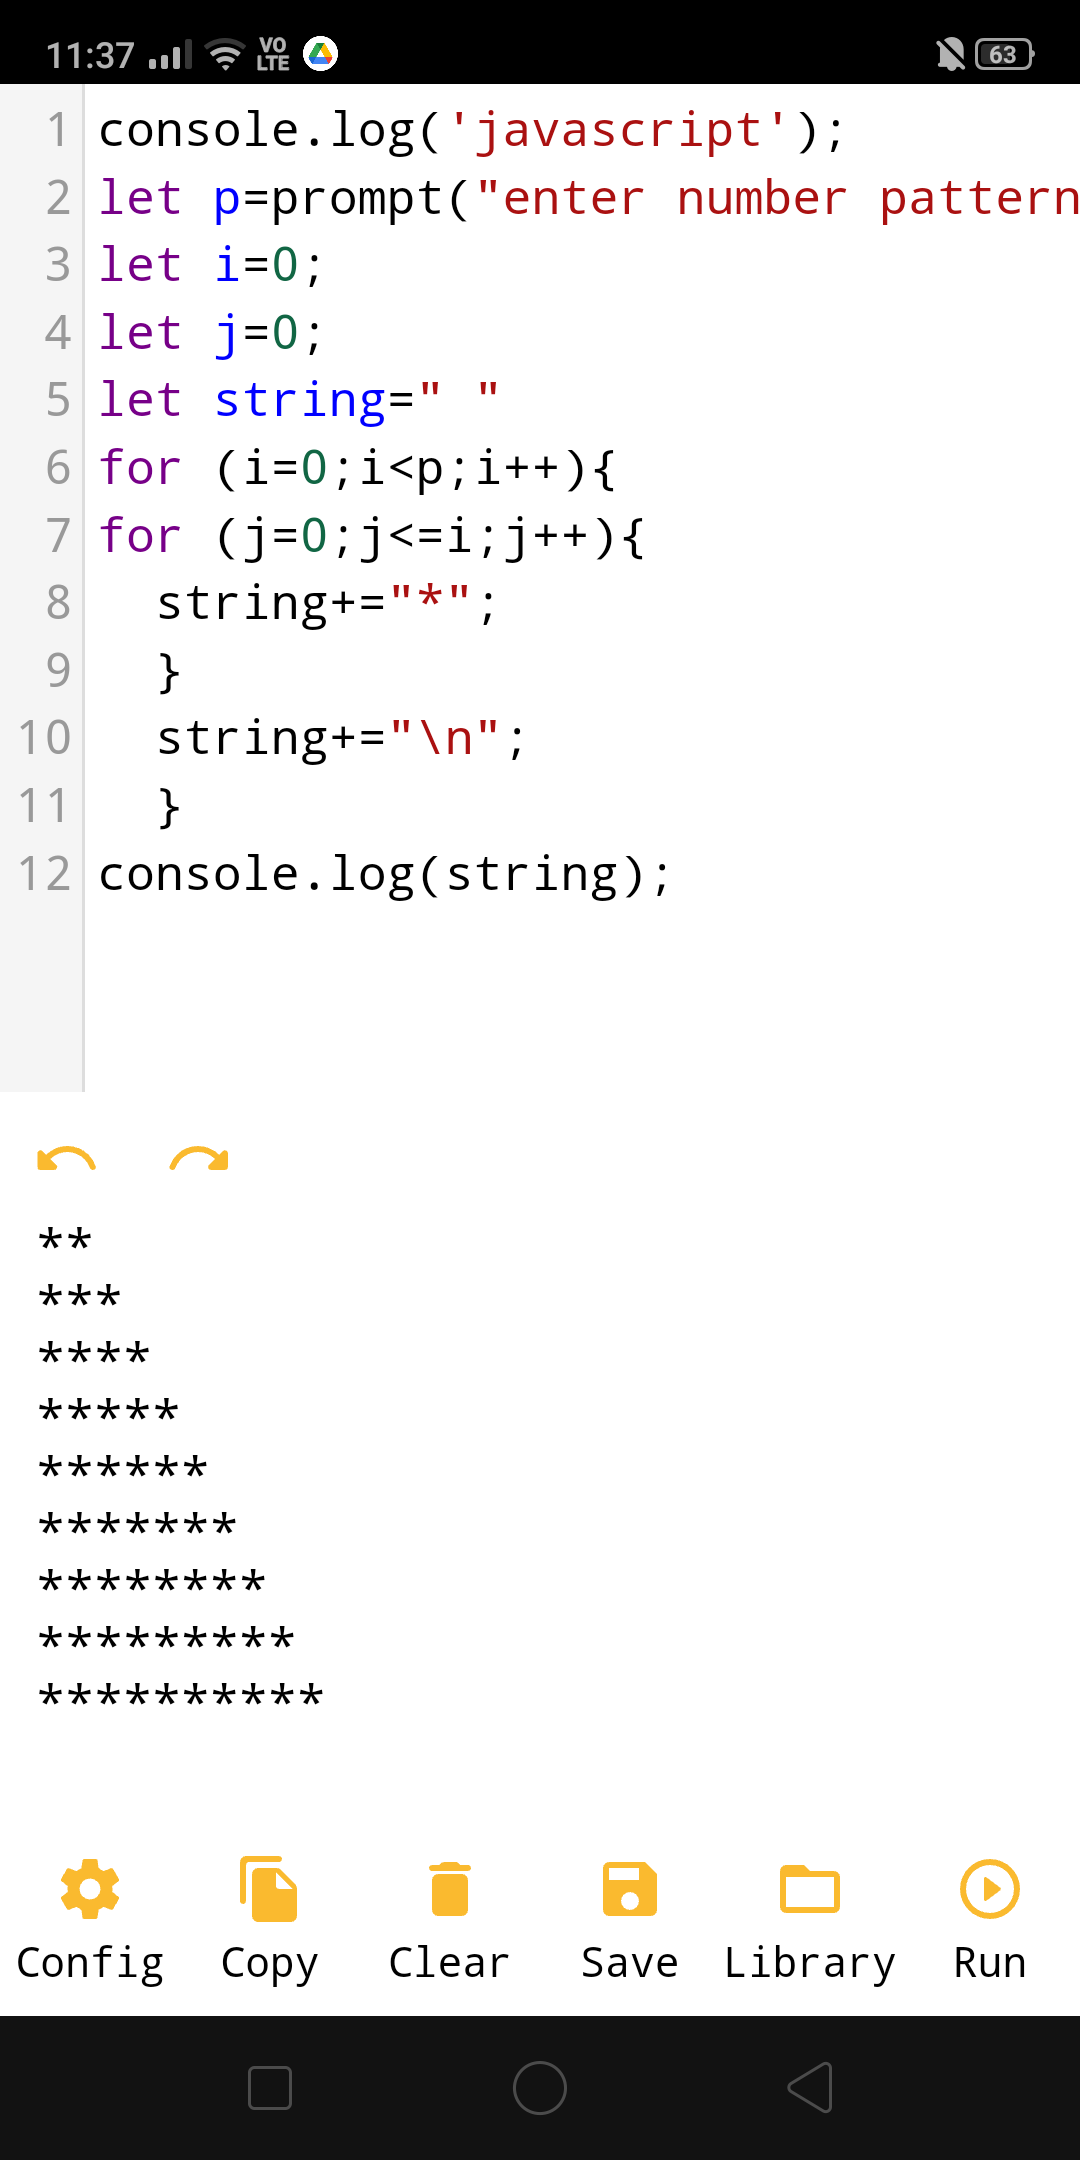 11:37 VO LTE 63
1 console.log('javascript');
2 let p=prompt("enter number pattern
3 let i=0;
4 let j=0;
5 let string=" "
6 for (i=0;i<p;i++){
7 for (j=0;j<=i;j++){
8   string+="*";
9   }
10   string+="\n";
11   }
12 console.log(string);
**
***
****
*****
******
*******
********
*********
**********
Config Copy Clear Save Library Run